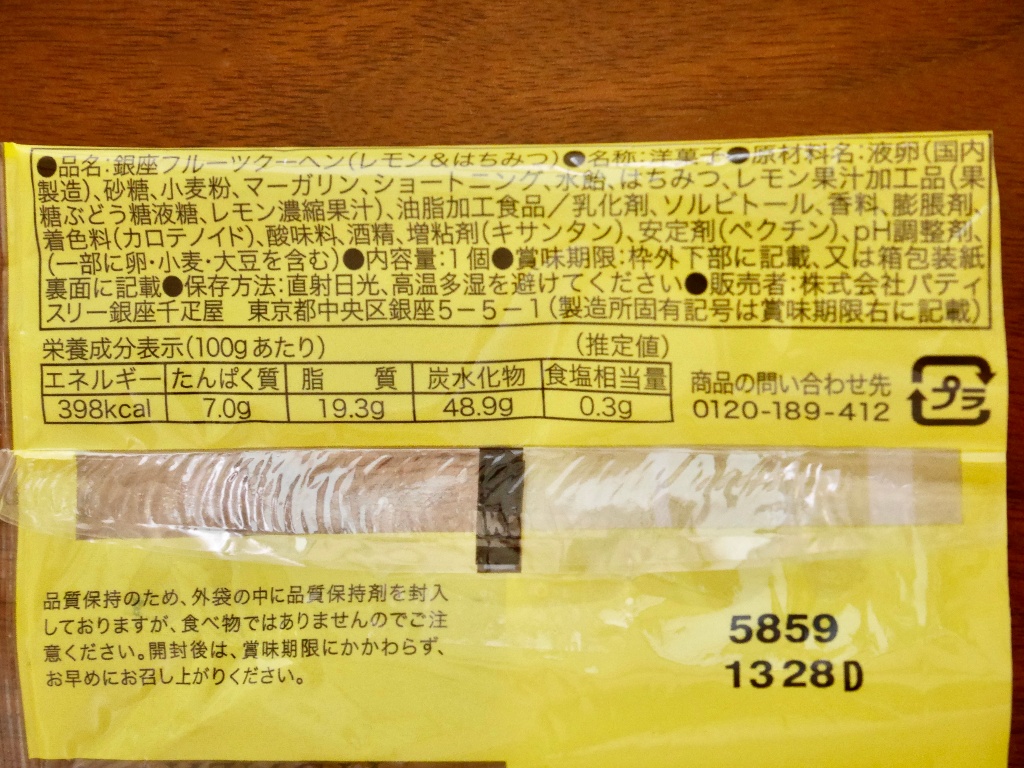 ●品名:銀座フルーツクーヘン(レモン&はちみつ)●名称:洋菓子●原材料名:液卵(国内
製造)、砂糖、小麦粉、マーガリン、ショートニング、水飴、はちみつ、レモン果汁加工品(果
糖ぶどう糖液糖、レモン濃縮果汁)、油脂加工食品/乳化剤、ソルビトール、香料、膨脹剤、
着色料(カロテノイド)、酸味料、酒精、増粘剤(キサンタン)、安定剤(ペクチン)、pH調整剤、
(一部に卵・小麦・大豆を含む)●内容量:1個●賞味期限:枠外下部に記載、又は箱包装紙
裏面に記載●保存方法:直射日光、高温多湿を避けてください●販売者:株式会社パティ
スリー銀座千疋屋 東京都中央区銀座5-5-1(製造所固有記号は賞味期限右に記載)
栄養成分表示(100gあたり) (推定値)
エネルギー たんぱく質 脂質 炭水化物 食塩相当量
398kcal 7.0g 19.3g 48.9g 0.3g
商品の問い合わせ先
0120-189-412
プラ
品質保持のため、外袋の中に品質保持剤を封入
しておりますが、食べ物ではありませんのでご注
意ください。開封後は、賞味期限にかかわらず、
お早めにお召し上がりください。
5859
1328D